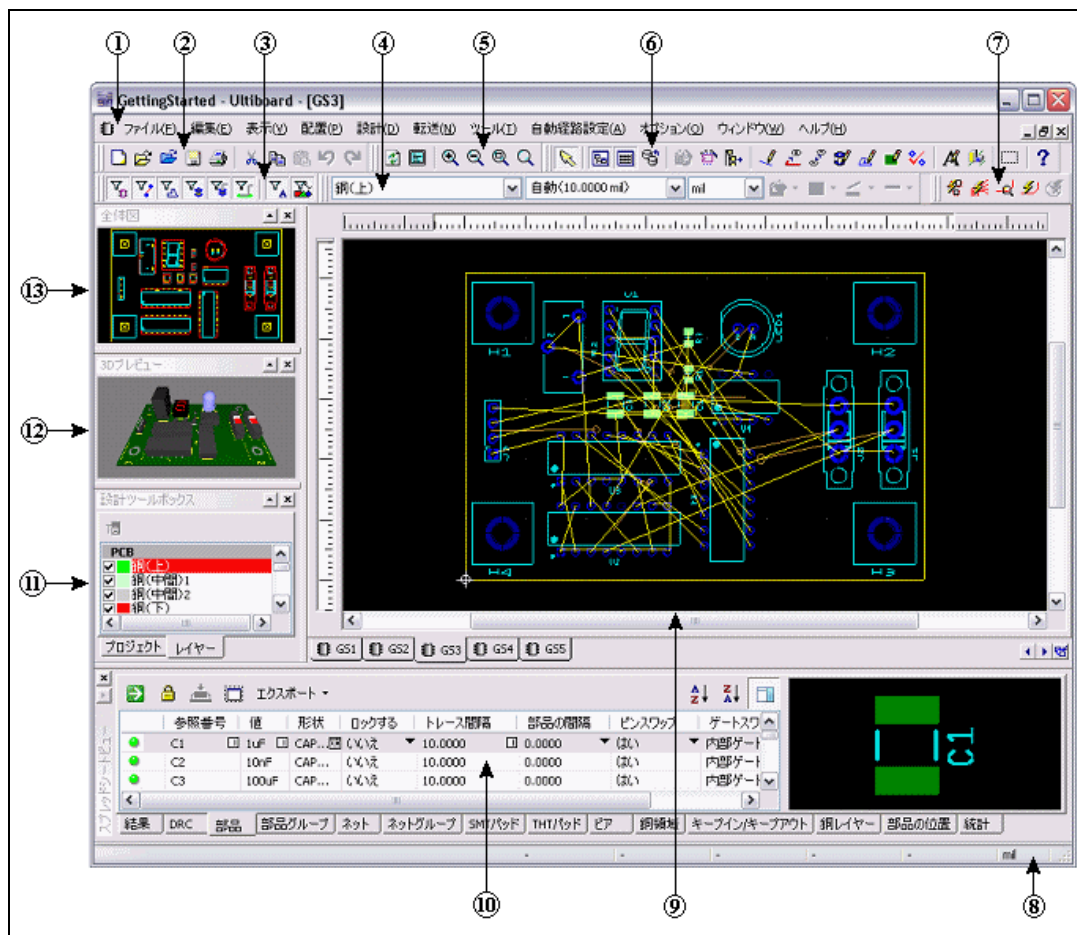 ① ② ③ ④ ⑤ ⑥ ⑦
GettingStarted - Ultiboard - [GS3]
ファイル(F) 編集(E) 表示(V) 配置(P) 設計(D) 転送(N) ツール(T) 自動経路設定(A) オプション(O) ウィンドウ(W) ヘルプ(H)
銅(上) 自動(10.0000 mil) mil
全体図
⑬
H1 U1 LED1 H2
3Dプレビュー
⑫
J2 J1
U4
U3
設計ツールボックス
H4 U2 H3
PCB
銅(上)
⑪
銅(中間)1
銅(中間)2
銅(下)
プロジェクト レイヤー
GS1 GS2 GS3 GS4 GS5
スプレッドシートビュー
エクスポート
参照番号 値 形状 ロックする トレース間隔 部品の間隔 ピンスワップ ゲートスワ
C1 1uF CAP... いいえ 10.0000 0.0000 はい 内部ゲート
C2 10nF CAP... いいえ 10.0000 0.0000 はい 内部ゲート
C3 100uF CAP... いいえ 10.0000 0.0000 はい 内部ゲート
C1
結果 DRC 部品 部品グループ ネット ネットグループ SMTパッド THTパッド ビア 銅領域 キープイン/キープアウト 銅レイヤー 部品の位置 統計
mil
⑩ ⑨ ⑧